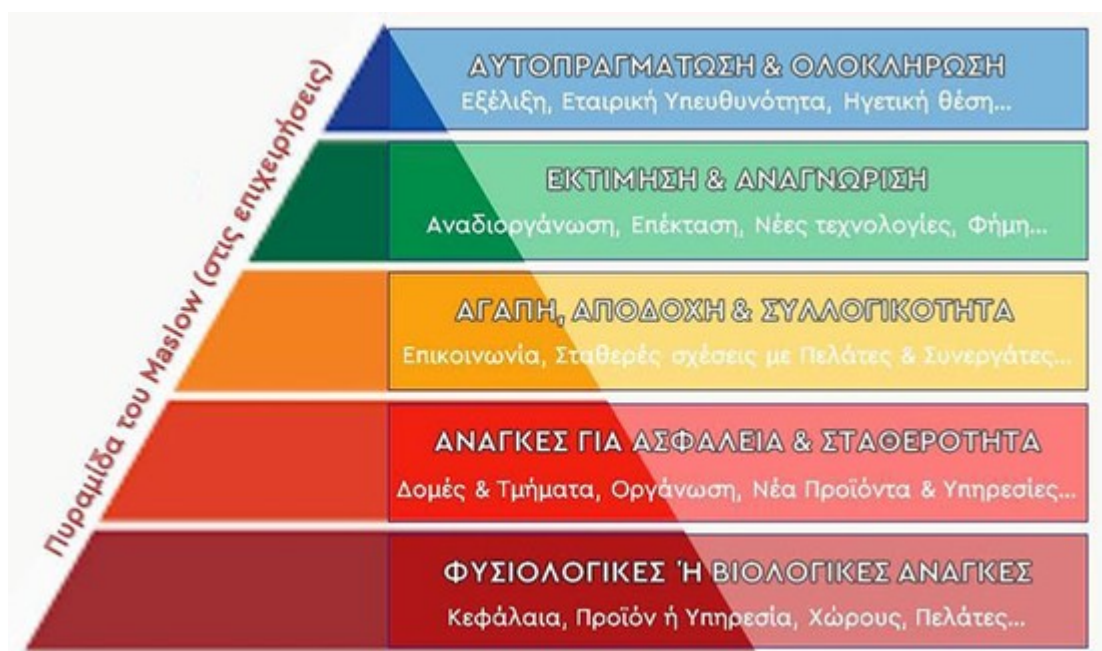 Πυραμίδα του Maslow (στις επιχειρήσεις)
ΑΥΤΟΠΡΑΓΜΑΤΩΣΗ & ΟΛΟΚΛΗΡΩΣΗ
Εξέλιξη, Εταιρική Υπευθυνότητα, Ηγετική θέση...
ΕΚΤΙΜΗΣΗ & ΑΝΑΓΝΩΡΙΣΗ
Αναδιοργάνωση, Επέκταση, Νέες τεχνολογίες, Φήμη...
ΑΓΑΠΗ, ΑΠΟΔΟΧΗ & ΣΥΛΛΟΓΙΚΟΤΗΤΑ
Επικοινωνία, Σταθερές σχέσεις με Πελάτες & Συνεργάτες...
ΑΝΑΓΚΕΣ ΓΙΑ ΑΣΦΑΛΕΙΑ & ΣΤΑΘΕΡΟΤΗΤΑ
Δομές & Τμήματα, Οργάνωση, Νέα Προϊόντα & Υπηρεσίες...
ΦΥΣΙΟΛΟΓΙΚΕΣ Ή ΒΙΟΛΟΓΙΚΕΣ ΑΝΑΓΚΕΣ
Κεφάλαια, Προϊόν ή Υπηρεσία, Χώρους, Πελάτες...